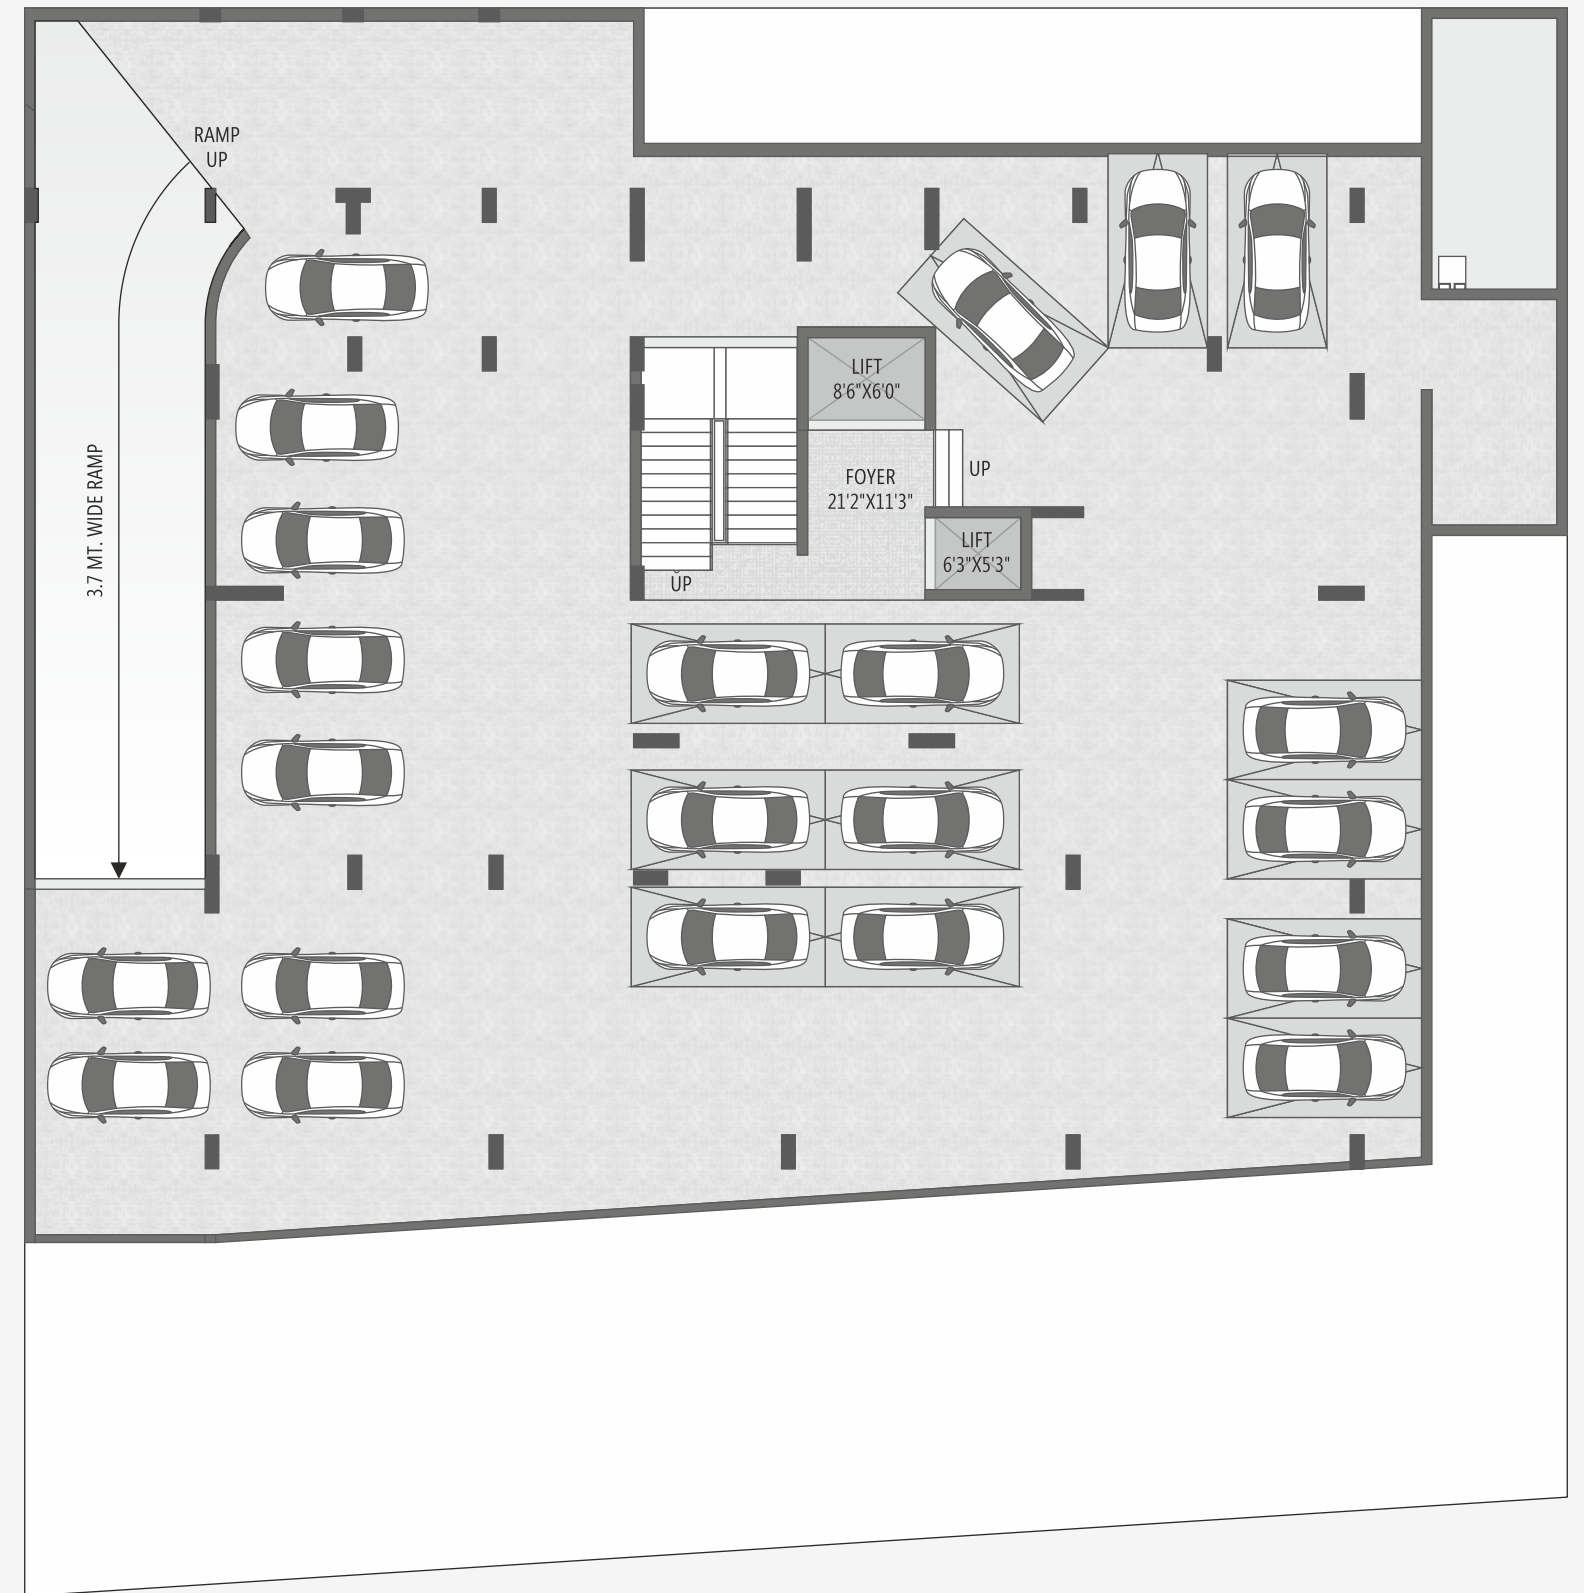 RAMP
UP
LIFT
8'6"X6'0"
FOYER
21'2"X11'3"
UP
LIFT
6'3"X5'3"
UP
3.7 MT. WIDE RAMP